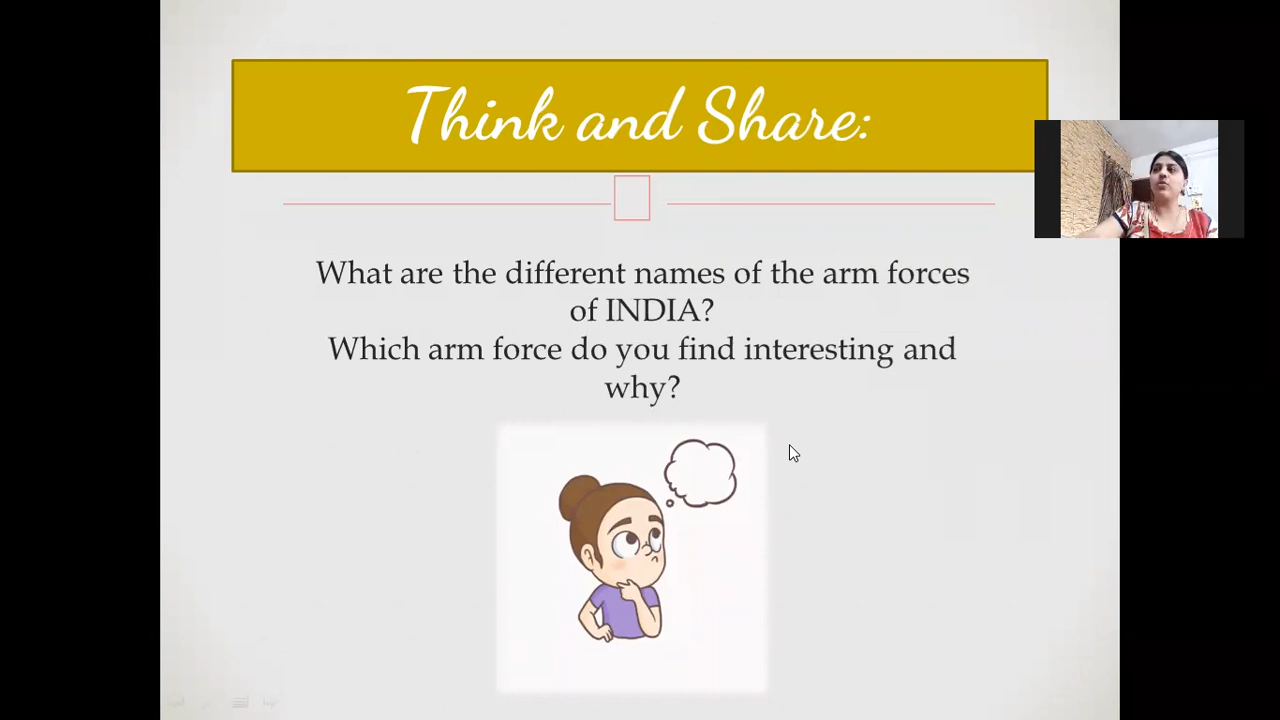 Think and Share:
What are the different names of the arm forces
of INDIA?
Which arm force do you find interesting and
why?